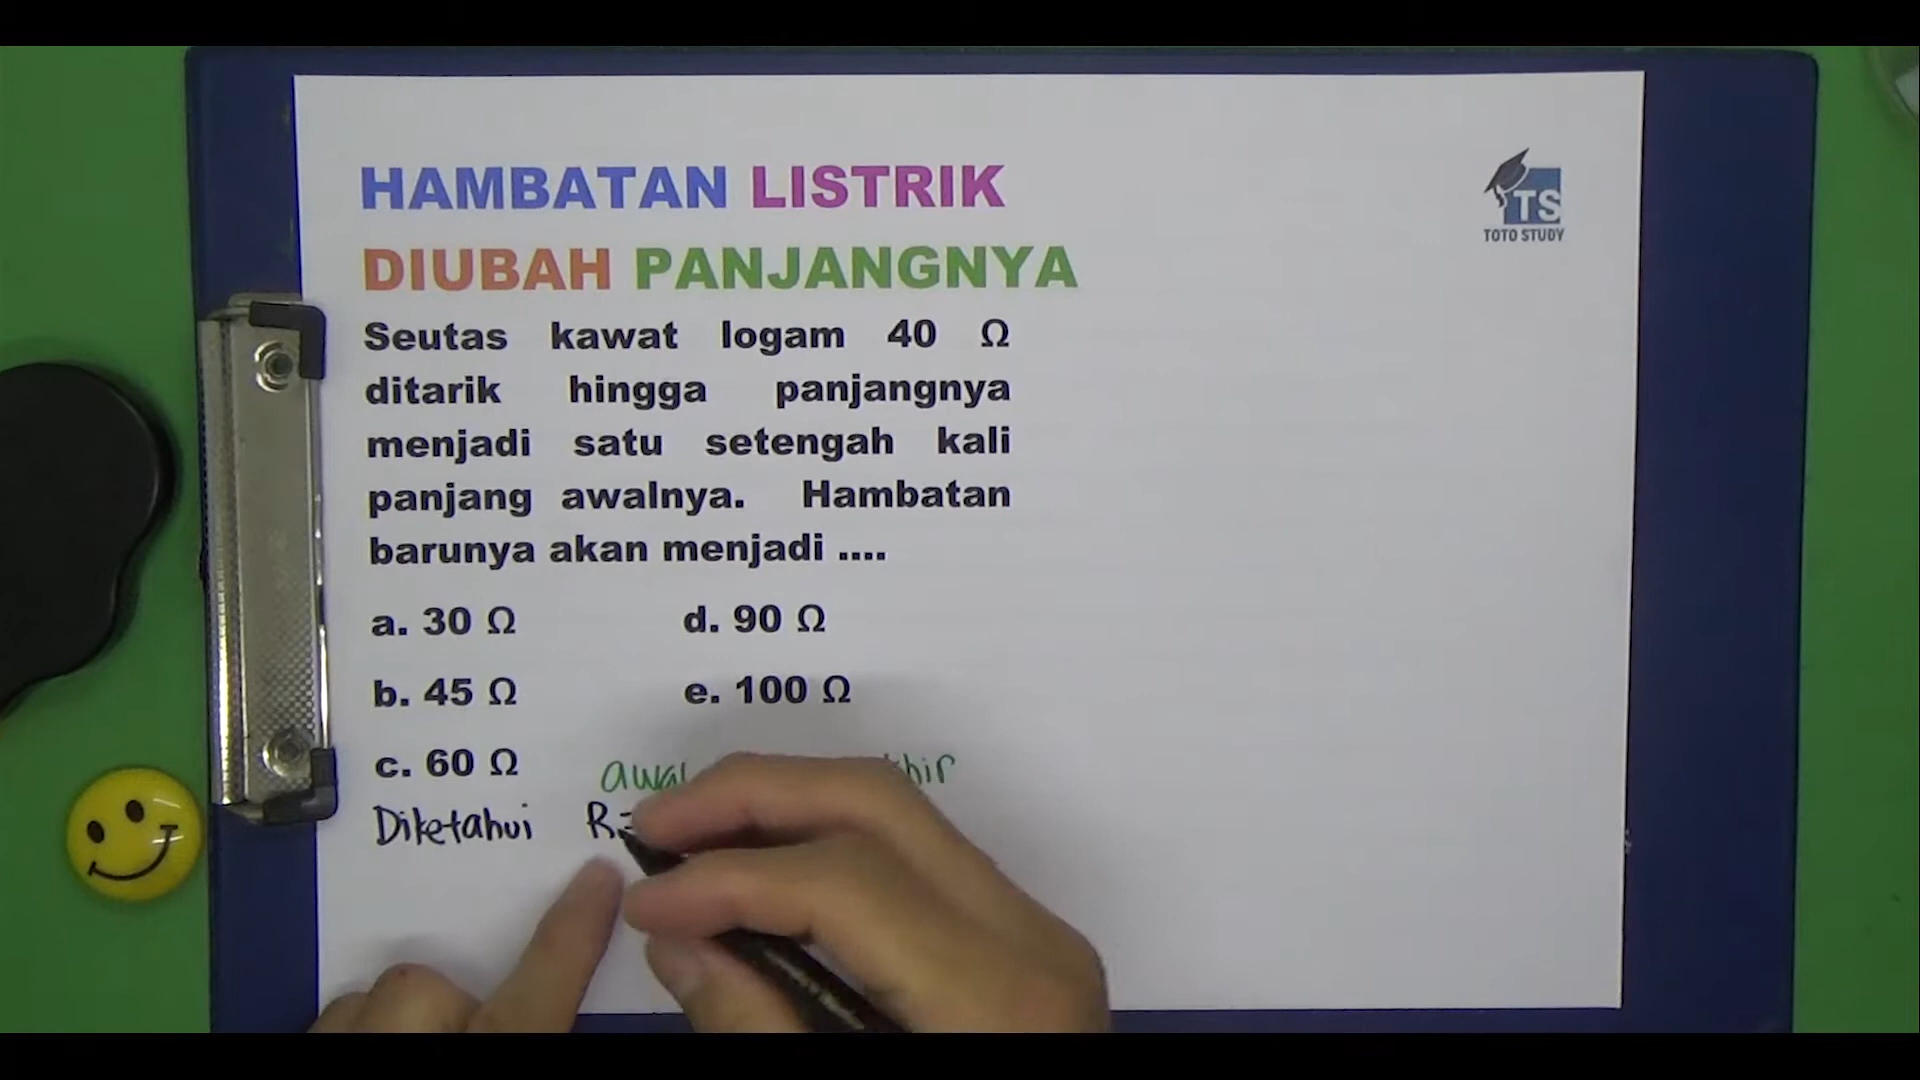 HAMBATAN LISTRIK
DIUBAH PANJANGNYA
TS
TOTO STUDY
Seutas kawat logam 40 Ω
ditarik hingga panjangnya
menjadi satu setengah kali
panjang awalnya. Hambatan
barunya akan menjadi ....
a. 30 Ω d. 90 Ω
b. 45 Ω e. 100 Ω
c. 60 Ω
Diketahui R=